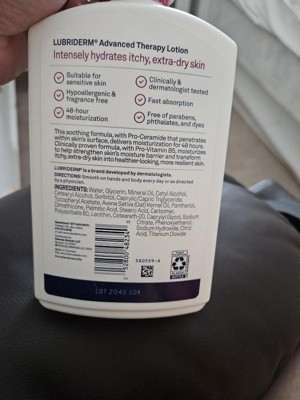 LUBRIDERM® Advanced Therapy Lotion
Intensely hydrates itchy, extra-dry skin
Suitable for
sensitive skin
Clinically &
dermatologist tested
Hypoallergenic &
fragrance free
Fast absorption
48-hour
moisturization
Free of parabens,
phthalates, and dyes
This soothing formula, with Pro-Ceramide that penetrates
within skin's surface, delivers moisturization for 48 hours.
Clinically proven formula, with Pro-Vitamin B5, moisturizes
to help strengthen skin's moisture barrier and transform
itchy, extra-dry skin into healthier-looking, more resilient skin.
LUBRIDERM® is a brand developed by dermatologists.
DIRECTIONS: Smooth on hands and body every day or as directed
by a physician.
INGREDIENTS: Water, Glycerin, Mineral Oil, Cetyl Alcohol,
Cetearyl Alcohol, Sorbitol, Caprylic/Capric Triglyceride,
Tocopheryl Acetate, Avena Sativa (Oat) Kernel Oil, Panthenol,
Dimethicone, Palmitic Acid, Stearic Acid, Carbomer,
Polysorbate 60, Lecithin, Ceteareth-20, Caprylyl Glycol, Sodium
Citrate, Phenoxyethanol,
Sodium Hydroxide, Citric
Acid, Titanium Dioxide
LOT 2045 CO4